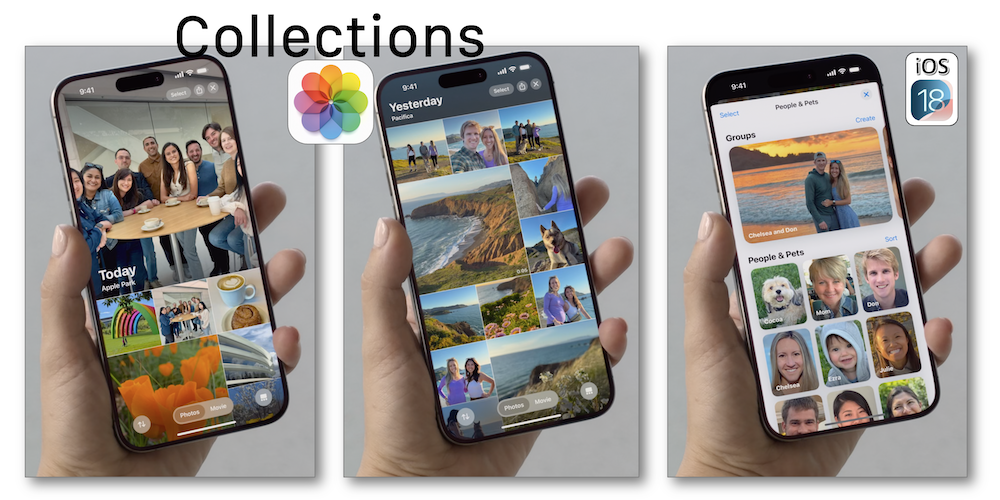 Collections
9:41
Select
Today
Apple Park
Photos Movie
9:41
Yesterday
Select
Pacifica
Photos Movie
iOS
18
9:41
Select
People & Pets
Groups
Create
Chelsea and Don
People & Pets
Sort
Cocoa
Mom
Don
Chelsea
Ezra
Julie